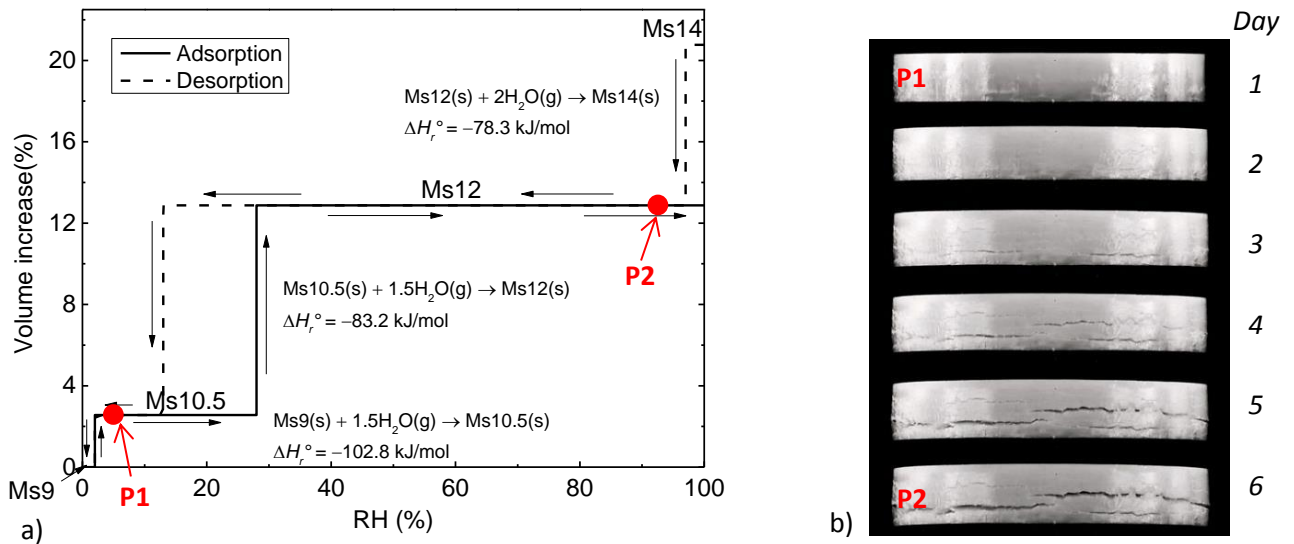 Volume increase(%)
20
16
12
8
4
0
Adsorption
Desorption
Ms14
Ms12(s) + 2H₂O(g) → Ms14(s)
ΔHᵣ° = −78.3 kJ/mol
Ms12
P2
Ms10.5(s) + 1.5H₂O(g) → Ms12(s)
ΔHᵣ° = −83.2 kJ/mol
Ms10.5
Ms9(s) + 1.5H₂O(g) → Ms10.5(s)
ΔHᵣ° = −102.8 kJ/mol
Ms9
P1
0 20 40 60 80 100
RH (%)
a)
Day
P1
1
2
3
4
5
P2
6
b)